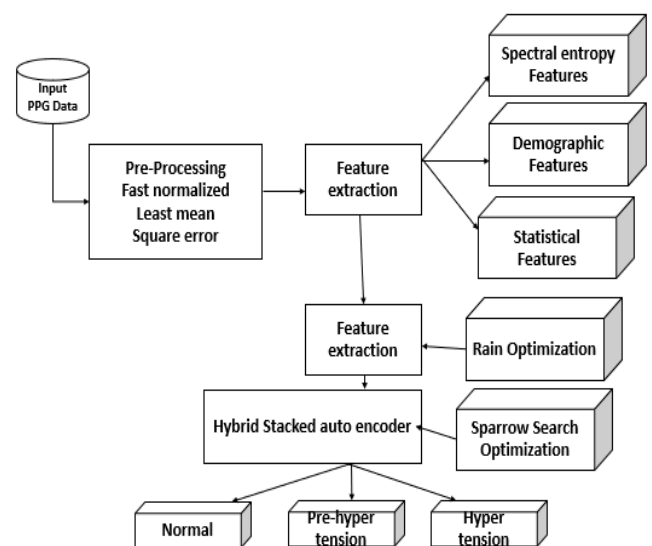 Input
PPG Data
Pre-Processing
Fast normalized
Least mean
Square error
Feature
extraction
Spectral entropy
Features
Demographic
Features
Statistical
Features
Feature
extraction
Rain Optimization
Hybrid Stacked auto encoder
Sparrow Search
Optimization
Normal
Pre-hyper
tension
Hyper
tension